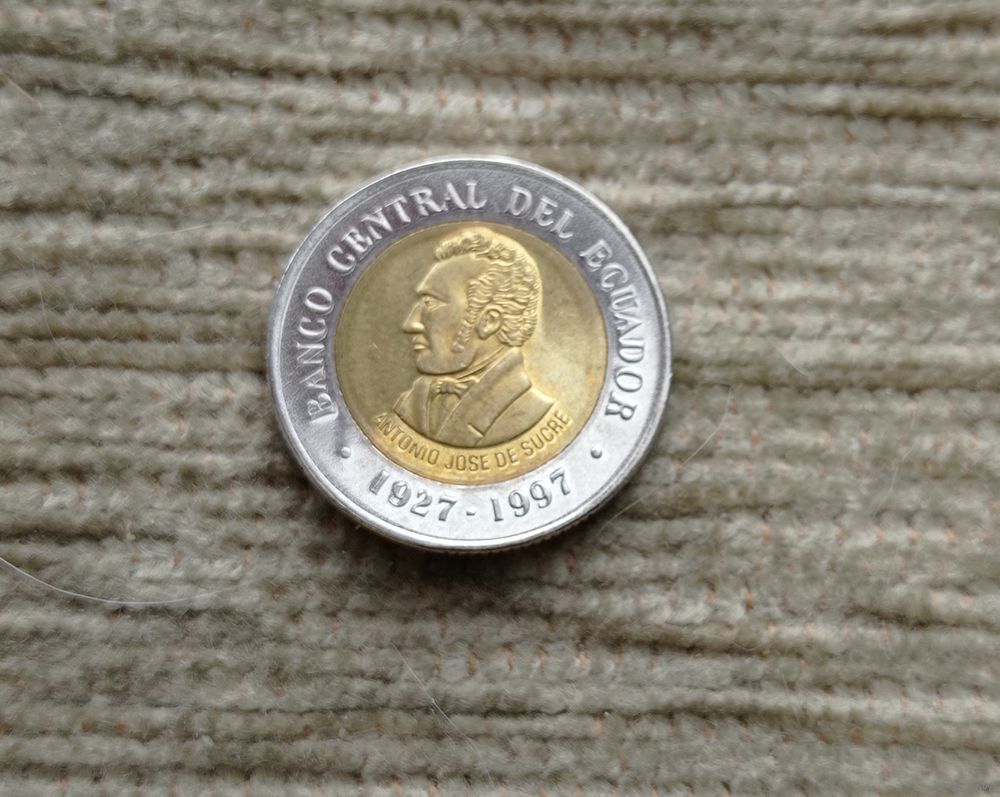 BANCO CENTRAL DEL ECUADOR
ANTONIO JOSE DE SUCRE
· 1927 - 1997 ·